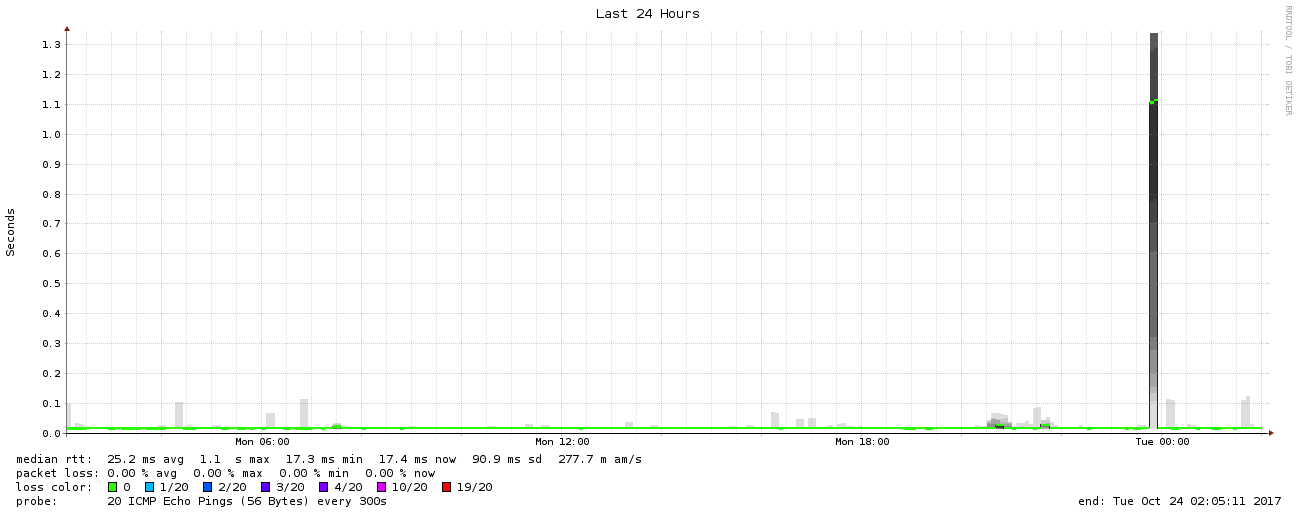 Last 24 Hours
RRDTOOL / TOBI OETIKER
Seconds
1.3
1.2
1.1
1.0
0.9
0.8
0.7
0.6
0.5
0.4
0.3
0.2
0.1
0.0
Mon 06:00 Mon 12:00 Mon 18:00 Tue 00:00
median rtt: 25.2 ms avg 1.1 s max 17.3 ms min 17.4 ms now 90.9 ms sd 277.7 m am/s
packet loss: 0.00 % avg 0.00 % max 0.00 % min 0.00 % now
loss color: 0 1/20 2/20 3/20 4/20 10/20 19/20
probe: 20 ICMP Echo Pings (56 Bytes) every 300s
end: Tue Oct 24 02:05:11 2017